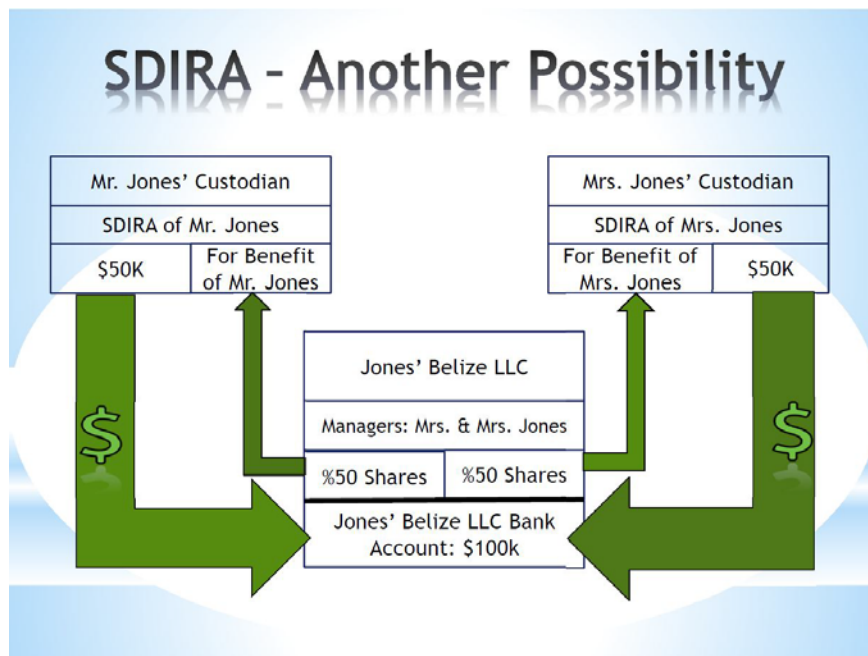 SDIRA - Another Possibility
Mr. Jones' Custodian
SDIRA of Mr. Jones
$50K
For Benefit
of Mr. Jones
Mrs. Jones' Custodian
SDIRA of Mrs. Jones
For Benefit of
Mrs. Jones
$50K
$
$
Jones' Belize LLC
Managers: Mrs. & Mrs. Jones
%50 Shares
%50 Shares
Jones' Belize LLC Bank
Account: $100k